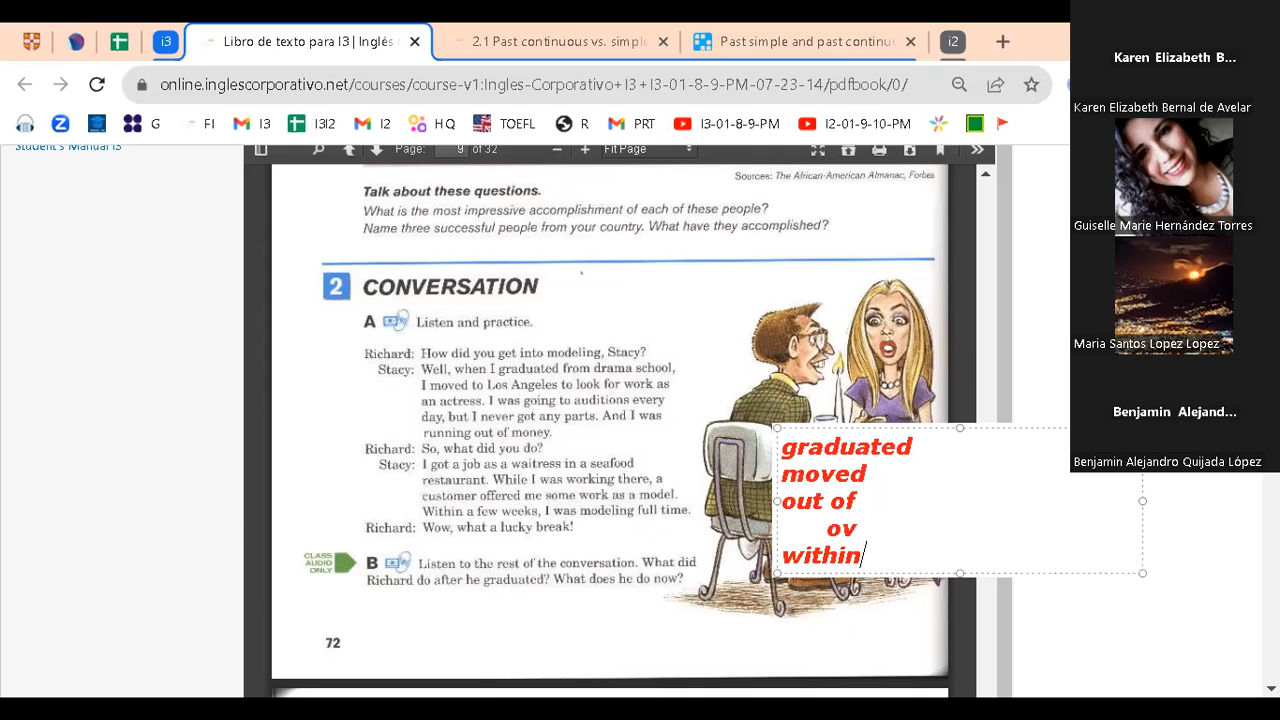 Libro de texto para I3 | Inglés
2.1 Past continuous vs. simple
Past simple and past continu
i3
i2
online.inglescorporativo.net/courses/course-v1:Ingles-Corporativo+I3+I3-01-8-9-PM-07-23-14/pdfbook/0/
G
FI
I3
I3I2
I2
HQ
TOEFL
R
PRT
I3-01-8-9-PM
I2-01-9-10-PM
Student's Manual I3
Page: 9 of 32
Fit Page
Sources: The African-American Almanac, Forbes
Talk about these questions.
What is the most impressive accomplishment of each of these people?
Name three successful people from your country. What have they accomplished?
2 CONVERSATION
A Listen and practice.
Richard: How did you get into modeling, Stacy?
Stacy: Well, when I graduated from drama school,
I moved to Los Angeles to look for work as
an actress. I was going to auditions every
day, but I never got any parts. And I was
running out of money.
Richard: So, what did you do?
Stacy: I got a job as a waitress in a seafood
restaurant. While I was working there, a
customer offered me some work as a model.
Within a few weeks, I was modeling full time.
Richard: Wow, what a lucky break!
CLASS
AUDIO
ONLY
B Listen to the rest of the conversation. What did
Richard do after he graduated? What does he do now?
72
graduated
moved
out of
ov
within
Karen Elizabeth B...
Karen Elizabeth Bernal de Avelar
Guiselle Marie Hernández Torres
Maria Santos Lopez Lopez
Benjamin Alejand...
Benjamin Alejandro Quijada López